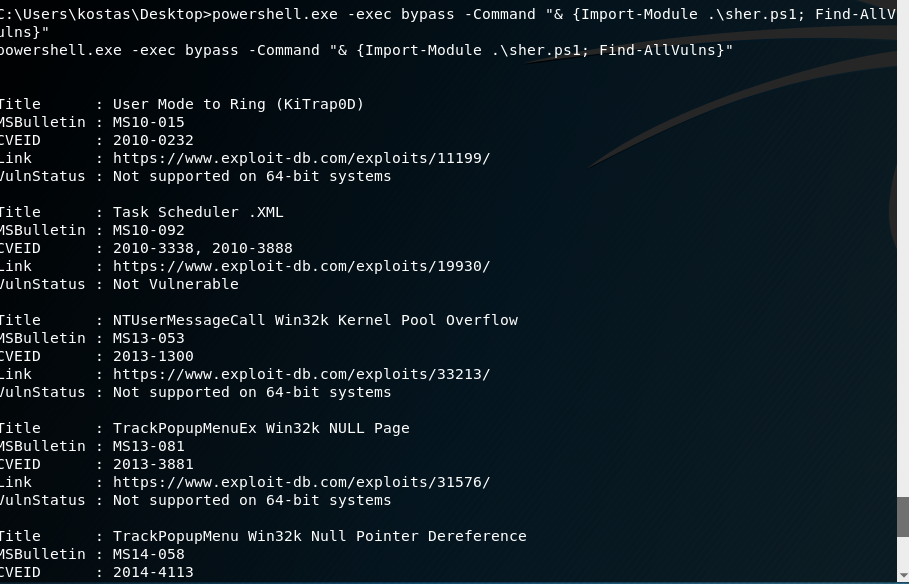 C:\Users\kostas\Desktop>powershell.exe -exec bypass -Command "& {Import-Module .\sher.ps1; Find-AllV
ulns}"
powershell.exe -exec bypass -Command "& {Import-Module .\sher.ps1; Find-AllVulns}"
Title      : User Mode to Ring (KiTrap0D)
MSBulletin : MS10-015
CVEID      : 2010-0232
Link       : https://www.exploit-db.com/exploits/11199/
VulnStatus : Not supported on 64-bit systems
Title      : Task Scheduler .XML
MSBulletin : MS10-092
CVEID      : 2010-3338, 2010-3888
Link       : https://www.exploit-db.com/exploits/19930/
VulnStatus : Not Vulnerable
Title      : NTUserMessageCall Win32k Kernel Pool Overflow
MSBulletin : MS13-053
CVEID      : 2013-1300
Link       : https://www.exploit-db.com/exploits/33213/
VulnStatus : Not supported on 64-bit systems
Title      : TrackPopupMenuEx Win32k NULL Page
MSBulletin : MS13-081
CVEID      : 2013-3881
Link       : https://www.exploit-db.com/exploits/31576/
VulnStatus : Not supported on 64-bit systems
Title      : TrackPopupMenu Win32k Null Pointer Dereference
MSBulletin : MS14-058
CVEID      : 2014-4113